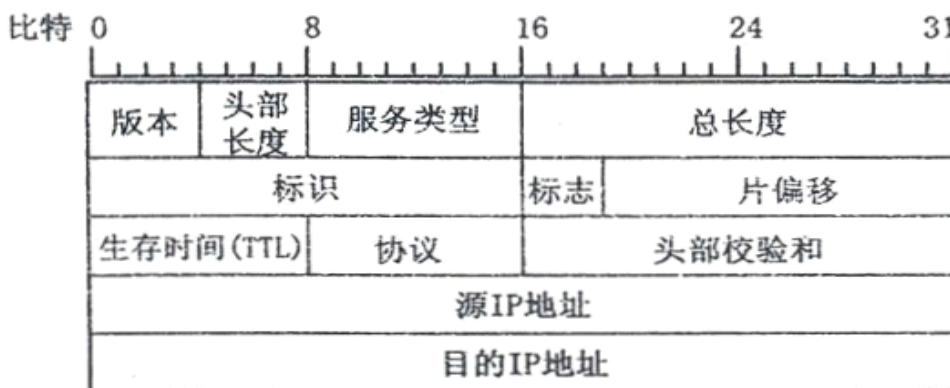 比特 0 8 16 24 31
版本 头部长度 服务类型 总长度
标识 标志 片偏移
生存时间(TTL) 协议 头部校验和
源IP地址
目的IP地址